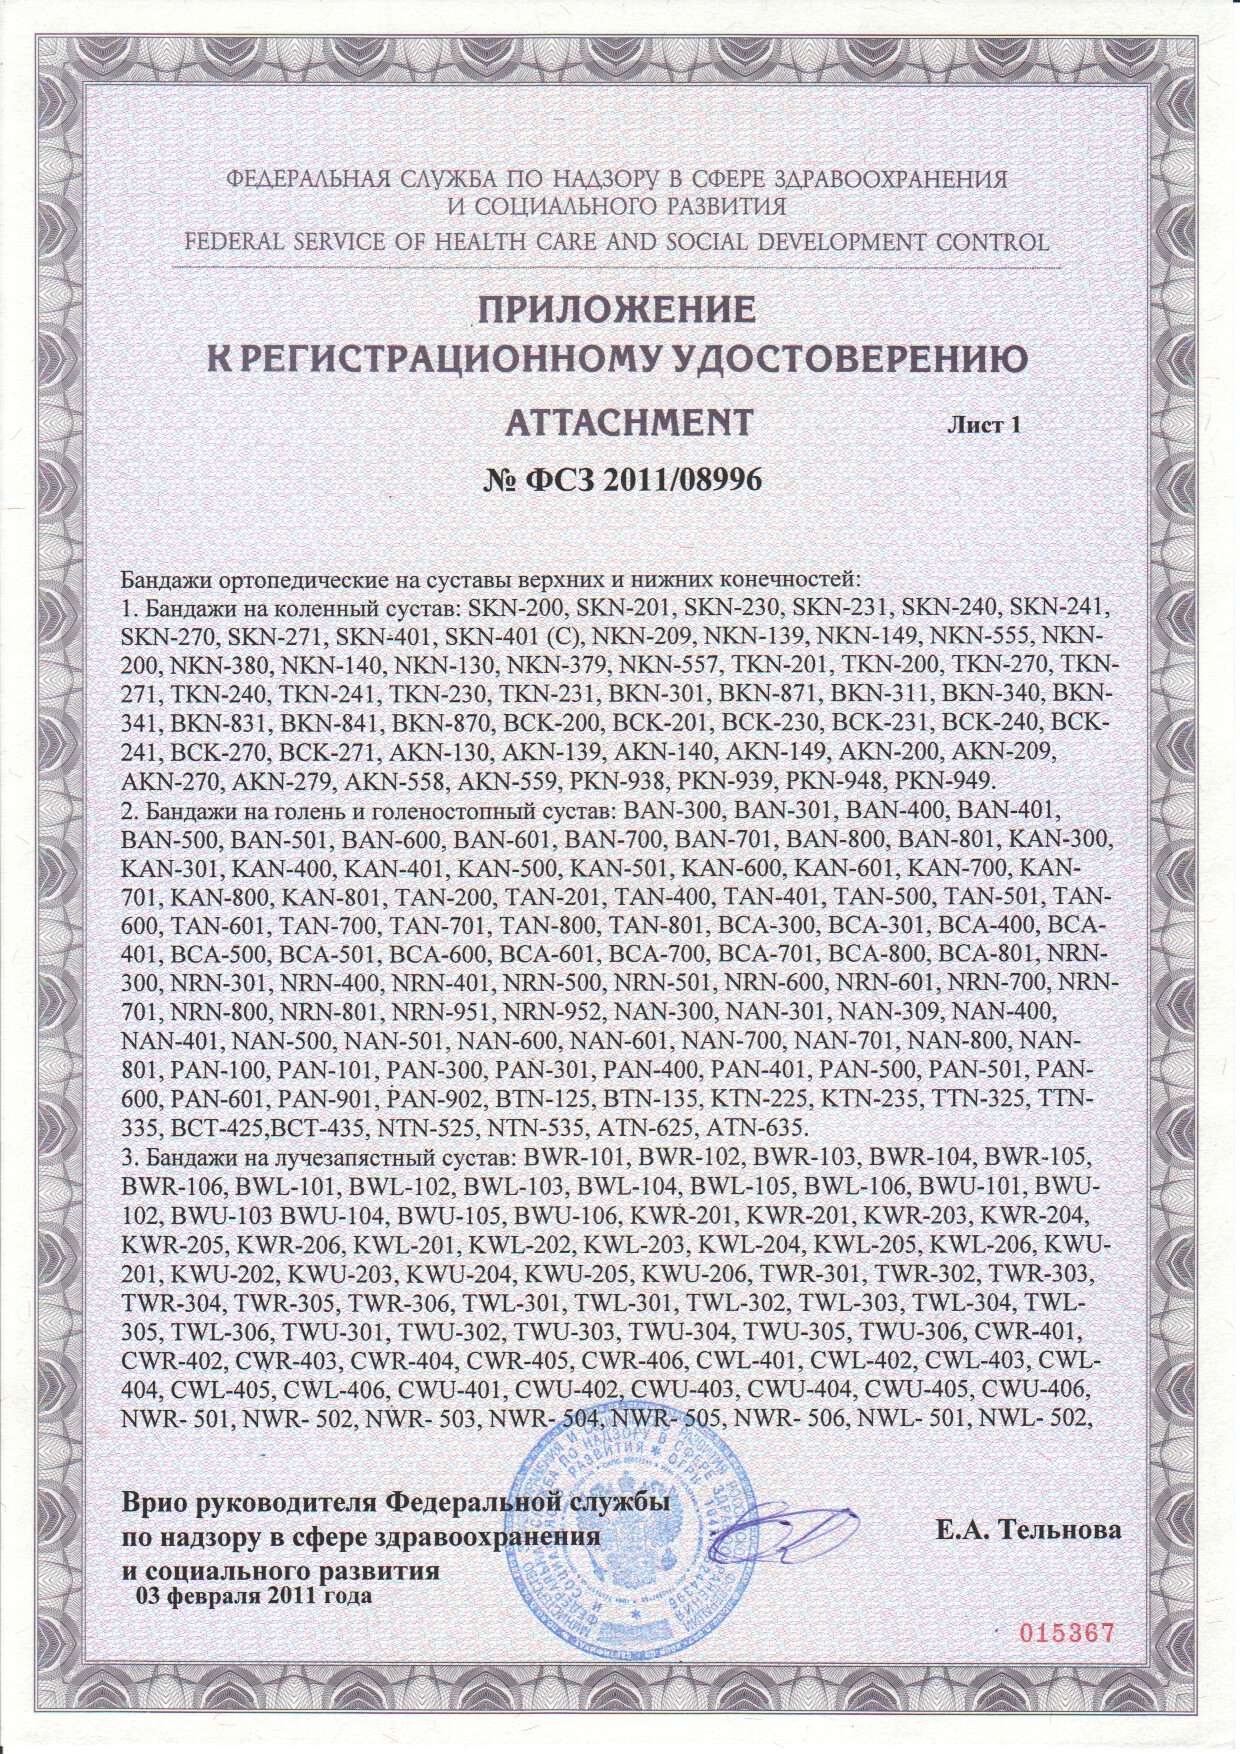 ФЕДЕРАЛЬНАЯ СЛУЖБА ПО НАДЗОРУ В СФЕРЕ ЗДРАВООХРАНЕНИЯ
И СОЦИАЛЬНОГО РАЗВИТИЯ
FEDERAL SERVICE OF HEALTH CARE AND SOCIAL DEVELOPMENT CONTROL
ПРИЛОЖЕНИЕ
К РЕГИСТРАЦИОННОМУ УДОСТОВЕРЕНИЮ
ATTACHMENT
Лист 1
№ ФСЗ 2011/08996
Бандажи ортопедические на суставы верхних и нижних конечностей:
1. Бандажи на коленный сустав: SKN-200, SKN-201, SKN-230, SKN-231, SKN-240, SKN-241,
SKN-270, SKN-271, SKN-401, SKN-401 (C), NKN-209, NKN-139, NKN-149, NKN-555, NKN-
200, NKN-380, NKN-140, NKN-130, NKN-379, NKN-557, TKN-201, TKN-200, TKN-270, TKN-
271, TKN-240, TKN-241, TKN-230, TKN-231, BKN-301, BKN-871, BKN-311, BKN-340, BKN-
341, BKN-831, BKN-841, BKN-870, BCK-200, BCK-201, BCK-230, BCK-231, BCK-240, BCK-
241, BCK-270, BCK-271, AKN-130, AKN-139, AKN-140, AKN-149, AKN-200, AKN-209,
AKN-270, AKN-279, AKN-558, AKN-559, PKN-938, PKN-939, PKN-948, PKN-949.
2. Бандажи на голень и голеностопный сустав: BAN-300, BAN-301, BAN-400, BAN-401,
BAN-500, BAN-501, BAN-600, BAN-601, BAN-700, BAN-701, BAN-800, BAN-801, KAN-300,
KAN-301, KAN-400, KAN-401, KAN-500, KAN-501, KAN-600, KAN-601, KAN-700, KAN-
701, KAN-800, KAN-801, TAN-200, TAN-201, TAN-400, TAN-401, TAN-500, TAN-501, TAN-
600, TAN-601, TAN-700, TAN-701, TAN-800, TAN-801, BCA-300, BCA-301, BCA-400, BCA-
401, BCA-500, BCA-501, BCA-600, BCA-601, BCA-700, BCA-701, BCA-800, BCA-801, NRN-
300, NRN-301, NRN-400, NRN-401, NRN-500, NRN-501, NRN-600, NRN-601, NRN-700, NRN-
701, NRN-800, NRN-801, NRN-951, NRN-952, NAN-300, NAN-301, NAN-309, NAN-400,
NAN-401, NAN-500, NAN-501, NAN-600, NAN-601, NAN-700, NAN-701, NAN-800, NAN-
801, PAN-100, PAN-101, PAN-300, PAN-301, PAN-400, PAN-401, PAN-500, PAN-501, PAN-
600, PAN-601, PAN-901, PAN-902, BTN-125, BTN-135, KTN-225, KTN-235, TTN-325, TTN-
335, BCT-425,BCT-435, NTN-525, NTN-535, ATN-625, ATN-635.
3. Бандажи на лучезапястный сустав: BWR-101, BWR-102, BWR-103, BWR-104, BWR-105,
BWR-106, BWL-101, BWL-102, BWL-103, BWL-104, BWL-105, BWL-106, BWU-101, BWU-
102, BWU-103 BWU-104, BWU-105, BWU-106, KWR-201, KWR-201, KWR-203, KWR-204,
KWR-205, KWR-206, KWL-201, KWL-202, KWL-203, KWL-204, KWL-205, KWL-206, KWU-
201, KWU-202, KWU-203, KWU-204, KWU-205, KWU-206, TWR-301, TWR-302, TWR-303,
TWR-304, TWR-305, TWR-306, TWL-301, TWL-301, TWL-302, TWL-303, TWL-304, TWL-
305, TWL-306, TWU-301, TWU-302, TWU-303, TWU-304, TWU-305, TWU-306, CWR-401,
CWR-402, CWR-403, CWR-404, CWR-405, CWR-406, CWL-401, CWL-402, CWL-403, CWL-
404, CWL-405, CWL-406, CWU-401, CWU-402, CWU-403, CWU-404, CWU-405, CWU-406,
NWR- 501, NWR- 502, NWR- 503, NWR- 504, NWR- 505, NWR- 506, NWL- 501, NWL- 502,
Врио руководителя Федеральной службы
по надзору в сфере здравоохранения
и социального развития
03 февраля 2011 года
Е.А. Тельнова
015367